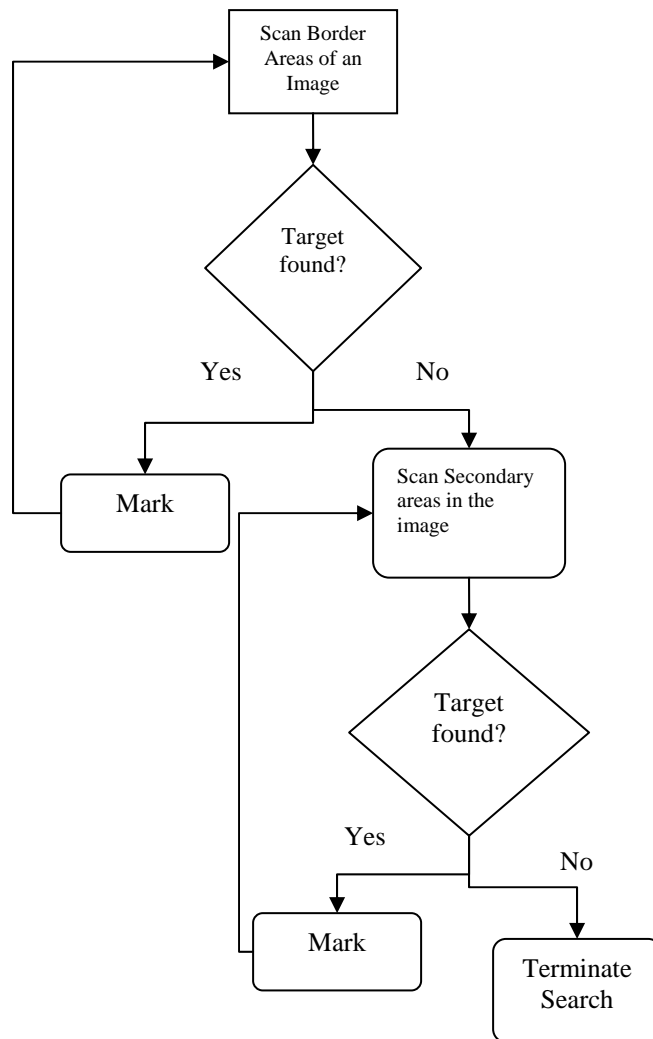 Scan Border
Areas of an
Image
Target
found?
Yes
No
Mark
Scan Secondary
areas in the
image
Target
found?
Yes
No
Mark
Terminate
Search